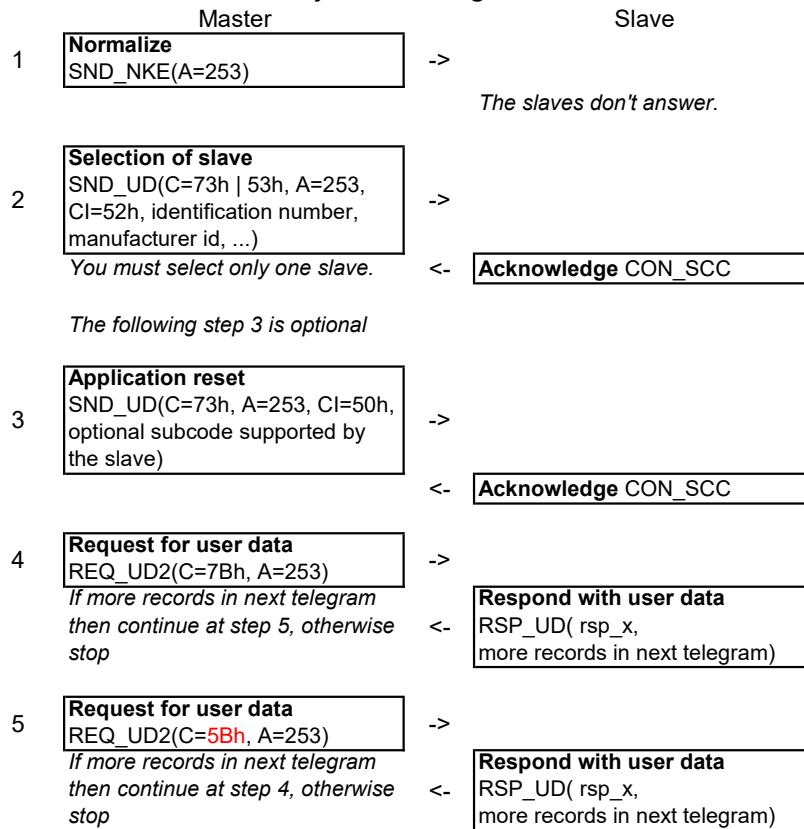 Master Slave
Normalize
1 SND_NKE(A=253) ->
The slaves don't answer.
Selection of slave
SND_UD(C=73h | 53h, A=253,
2 CI=52h, identification number, ->
manufacturer id, ...)
You must select only one slave. <- Acknowledge CON_SCC
The following step 3 is optional
Application reset
SND_UD(C=73h, A=253, CI=50h,
3 optional subcode supported by ->
the slave)
<- Acknowledge CON_SCC
Request for user data
4 REQ_UD2(C=7Bh, A=253) ->
If more records in next telegram Respond with user data
then continue at step 5, otherwise <- RSP_UD( rsp_x,
stop more records in next telegram)
Request for user data
5 REQ_UD2(C=5Bh, A=253) ->
If more records in next telegram Respond with user data
then continue at step 4, otherwise <- RSP_UD( rsp_x,
stop more records in next telegram)